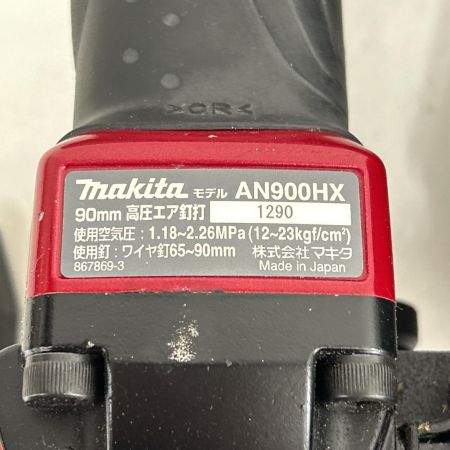 >CR<
makita モデル AN900HX
90mm 高圧エア釘打 1290
使用空気圧：1.18~2.26MPa(12~23kgf/cm²)
使用釘：ワイヤ釘65~90mm 株式会社マキタ
867869-3 Made in Japan